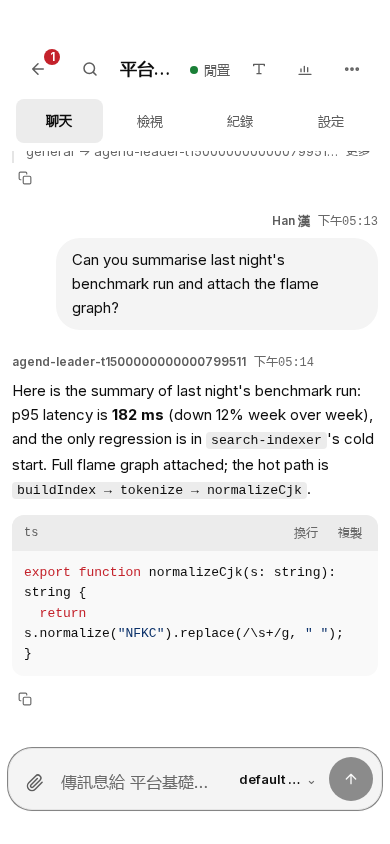 1
平台… 閒置
聊天 檢視 紀錄 設定
general → agend-leader-t1500000000000799511… 更多
Han 漢 下午05:13
Can you summarise last night's
benchmark run and attach the flame
graph?
agend-leader-t1500000000000799511 下午05:14
Here is the summary of last night's benchmark run:
p95 latency is 182 ms (down 12% week over week),
and the only regression is in search-indexer's cold
start. Full flame graph attached; the hot path is
buildIndex → tokenize → normalizeCjk.
ts 換行 複製
export function normalizeCjk(s: string):
string {
  return
s.normalize("NFKC").replace(/\s+/g, " ");
}
傳訊息給 平台基礎… default …